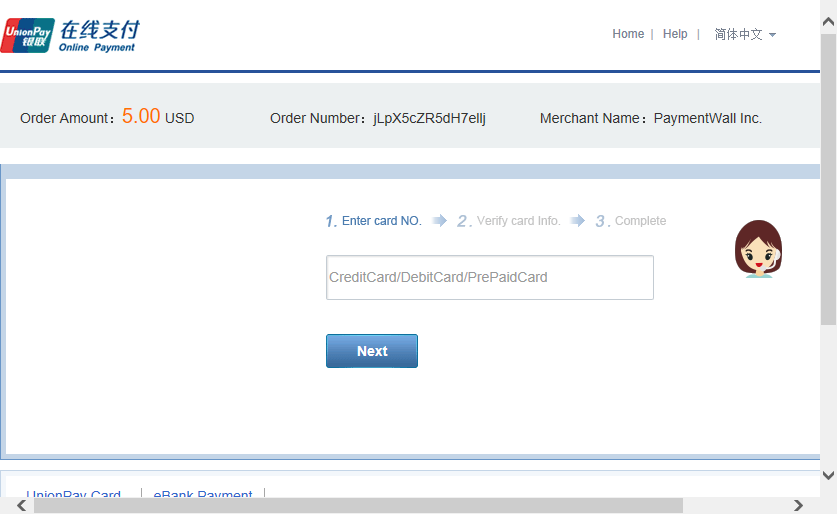 UnionPay 银联 在线支付
Online Payment
Home | Help | 简体中文
Order Amount：5.00 USD Order Number：jLpX5cZR5dH7ellj Merchant Name：PaymentWall Inc.
1. Enter card NO. 2. Verify card Info. 3. Complete
CreditCard/DebitCard/PrePaidCard
Next
UnionPay Card | eBank Payment |